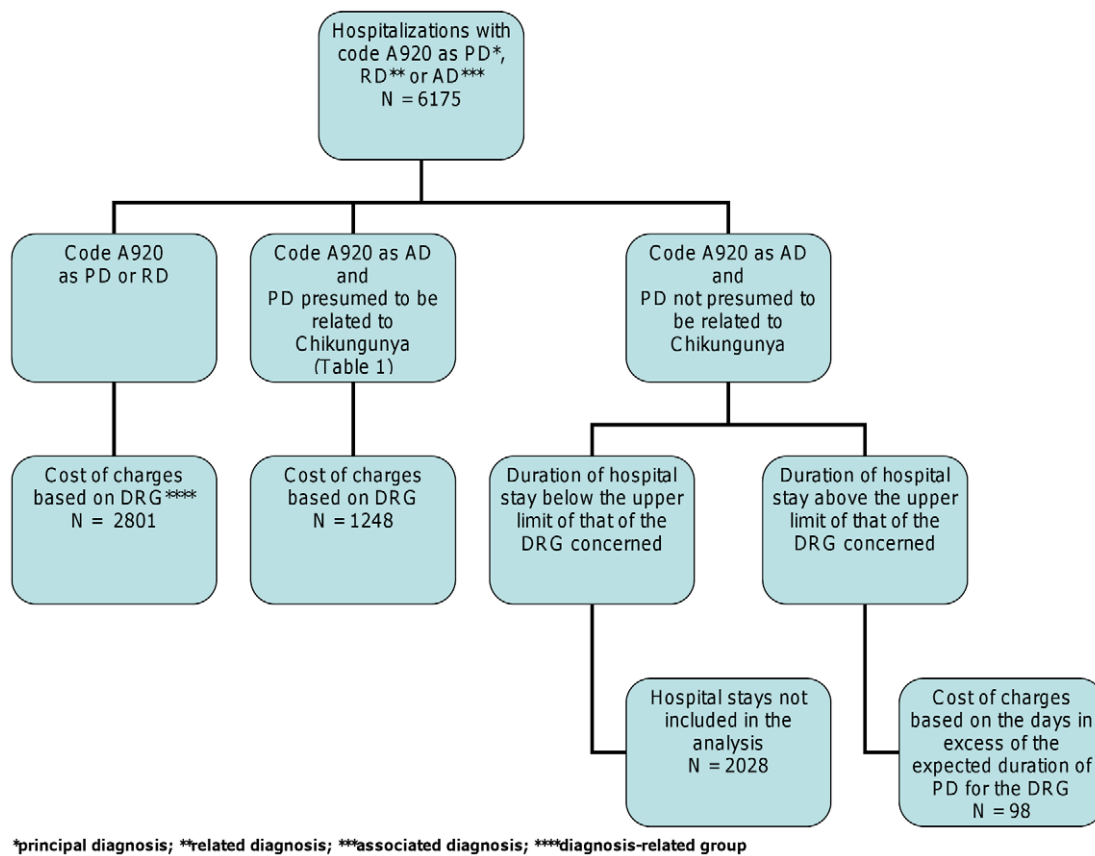 Hospitalizations with
code A920 as PD*,
RD** or AD***
N = 6175
Code A920
as PD or RD
Code A920 as AD
and
PD presumed to be
related to
Chikungunya
(Table 1)
Code A920 as AD
and
PD not presumed to
be related to
Chikungunya
Cost of charges
based on DRG****
N = 2801
Cost of charges
based on DRG
N = 1248
Duration of hospital
stay below the upper
limit of that of the
DRG concerned
Duration of hospital
stay above the upper
limit of that of the
DRG concerned
Hospital stays not
included in the
analysis
N = 2028
Cost of charges
based on the days in
excess of the
expected duration of
PD for the DRG
N = 98
*principal diagnosis; **related diagnosis; ***associated diagnosis; ****diagnosis-related group